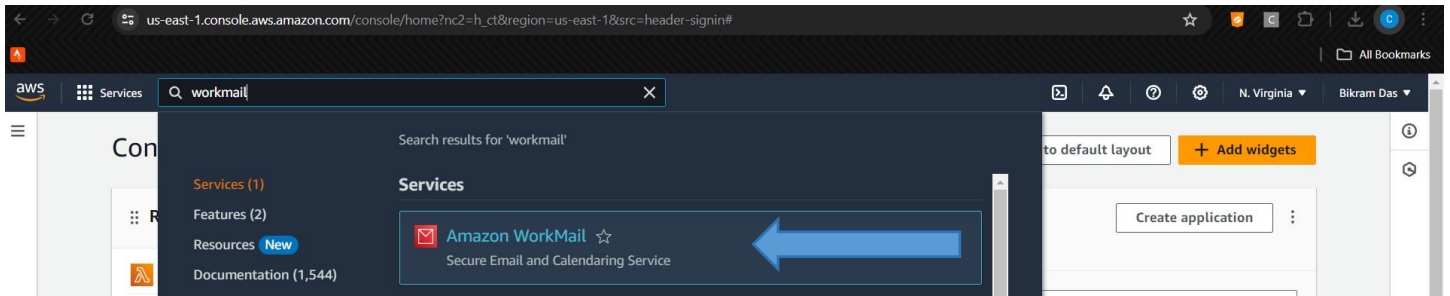 us-east-1.console.aws.amazon.com/console/home?nc2=h_ct&region=us-east-1&src=header-signin#
C
C
All Bookmarks
aws
Services
workmail
N. Virginia
Bikram Das
Search results for 'workmail'
Con
to default layout
+ Add widgets
Services (1)
Services
Features (2)
R
Create application
Resources New
Amazon WorkMail
Secure Email and Calendaring Service
Documentation (1,544)